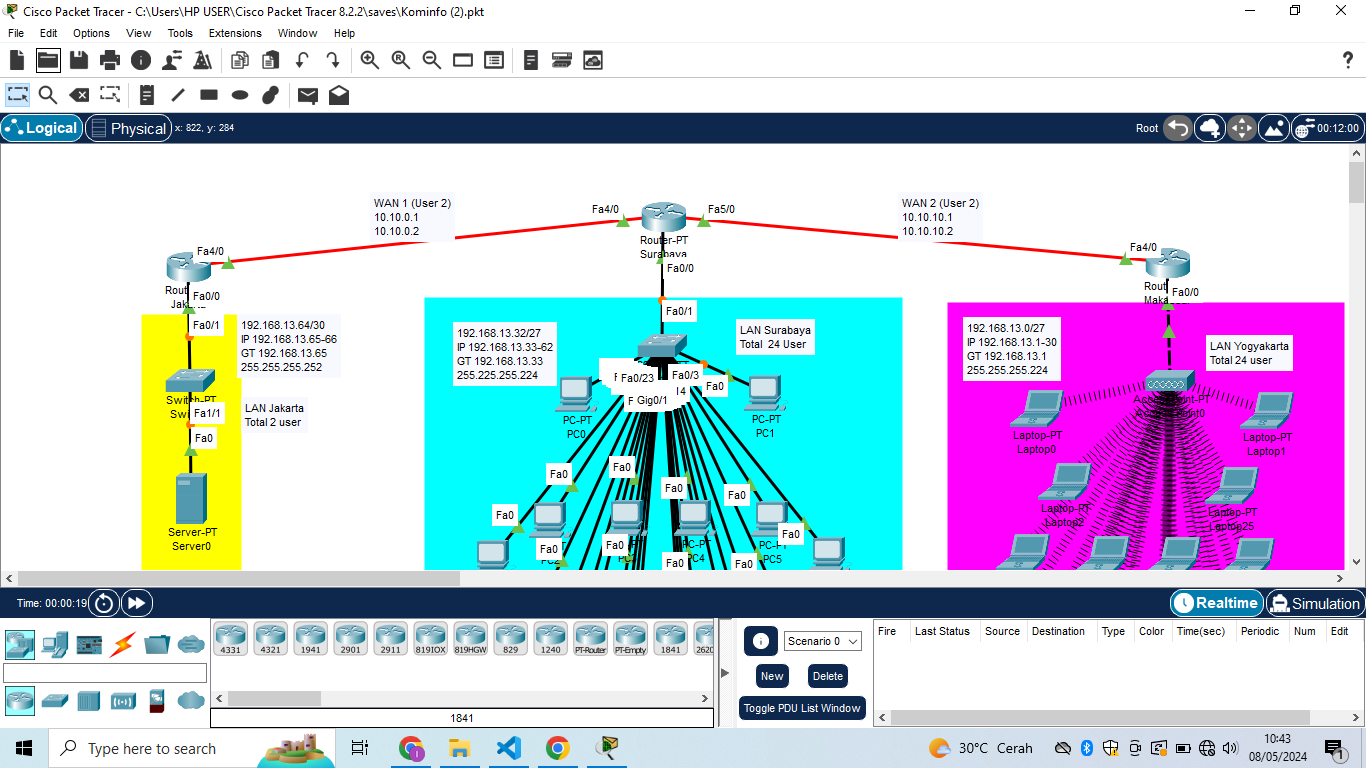 Cisco Packet Tracer - C:\Users\HP USER\Cisco Packet Tracer 8.2.2\saves\Kominfo (2).pkt
File Edit Options View Tools Extensions Window Help
?
Logical
Physical
x: 822, y: 284
Root
00:12:00
WAN 1 (User 2)
10.10.0.1
10.10.0.2
Fa4/0
Fa5/0
WAN 2 (User 2)
10.10.10.1
10.10.10.2
Router-PT
Surabaya
Fa0/0
Fa4/0
Rout
Fa0/0
Fa4/0
Rout
Fa0/0
Fa0/1
192.168.13.64/30
IP 192.168.13.65-66
GT 192.168.13.65
255.255.255.252
LAN Jakarta
Total 2 user
Switch-PT
Fa1/1
Fa0
Server-PT
Server0
Fa0/1
192.168.13.32/27
IP 192.168.13.33-62
GT 192.168.13.33
255.225.255.224
LAN Surabaya
Total 24 User
Fa0/23
Fa0/3
F Gig0/1
I4
Fa0
PC-PT
PC0
PC-PT
PC1
Fa0
Fa0
Fa0
Fa0
Fa0
Fa0
Fa0
Fa0
Fa0
Fa0
PC2
PC-PT
PC4
PC-PT
PC5
192.168.13.0/27
IP 192.168.13.1-30
GT 192.168.13.1
255.255.255.224
LAN Yogyakarta
Total 24 user
Laptop-PT
Laptop0
Laptop-PT
Laptop1
Laptop-PT
Laptop2
Laptop-PT
Laptop25
Time: 00:00:19
Realtime
Simulation
4331 4321 1941 2901 2911 819IOX 819HGW 829 1240 PT-Router PT-Empty 1841 2620
1841
Scenario 0
New
Delete
Toggle PDU List Window
Fire Last Status Source Destination Type Color Time(sec) Periodic Num Edit
Type here to search
30°C Cerah
10:43
08/05/2024
1